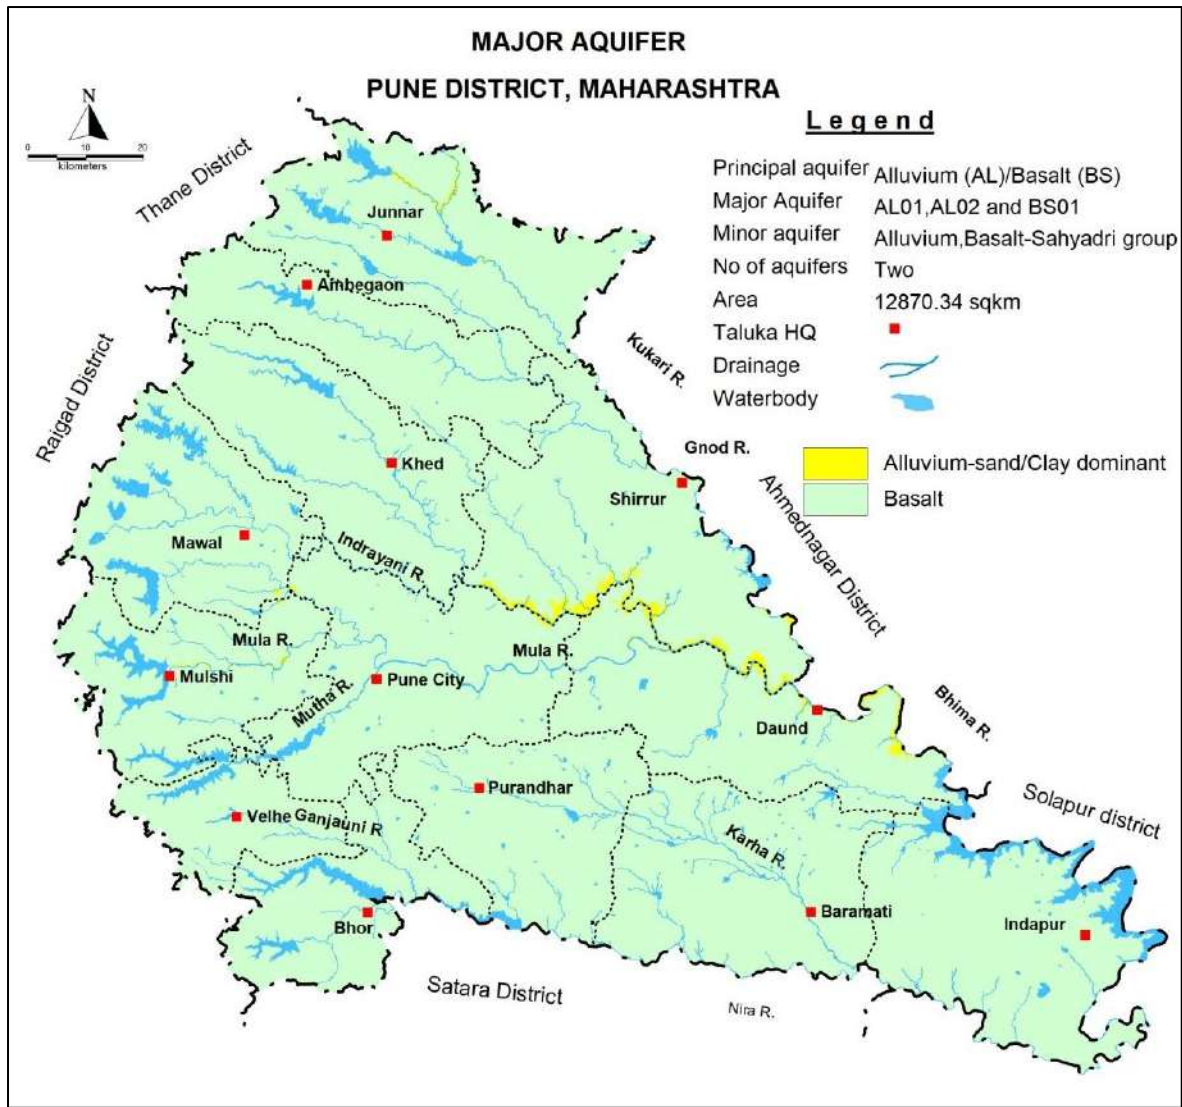 MAJOR AQUIFER
PUNE DISTRICT, MAHARASHTRA
N
0 10 20
kilometers
Legend
Principal aquifer Alluvium (AL)/Basalt (BS)
Major Aquifer AL01,AL02 and BS01
Minor aquifer Alluvium,Basalt-Sahyadri group
No of aquifers Two
Area 12870.34 sqkm
Taluka HQ
Drainage
Waterbody
Alluvium-sand/Clay dominant
Basalt
Thane District
Junnar
Ambegaon
Raigad District
Kukari R.
Khed
Gnod R.
Shirrur
Ahmednagar District
Mawal
Indrayani R.
Mula R.
Mula R.
Mulshi
Pune City
Mutha R.
Daund
Bhima R.
Purandhar
Solapur district
Velhe
Ganjauni R
Karha R.
Baramati
Bhor
Indapur
Satara District
Nira R.